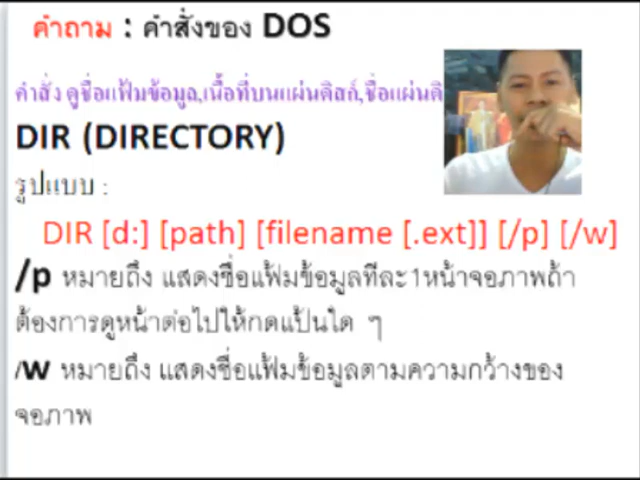 คำถาม : คำสั่งของ DOS
คำสั่ง ดูชื่อแฟ้มข้อมูล,เนื้อที่บนแผ่นดิสก์,ชื่อแผ่นดิ
DIR (DIRECTORY)
รูปแบบ :
DIR [d:] [path] [filename [.ext]] [/p] [/w]
/p หมายถึง แสดงชื่อแฟ้มข้อมูลทีละ1หน้าจอภาพถ้า
ต้องการดูหน้าต่อไปให้กดแป้นใด ๆ
/w หมายถึง แสดงชื่อแฟ้มข้อมูลตามความกว้างของ
จอภาพ